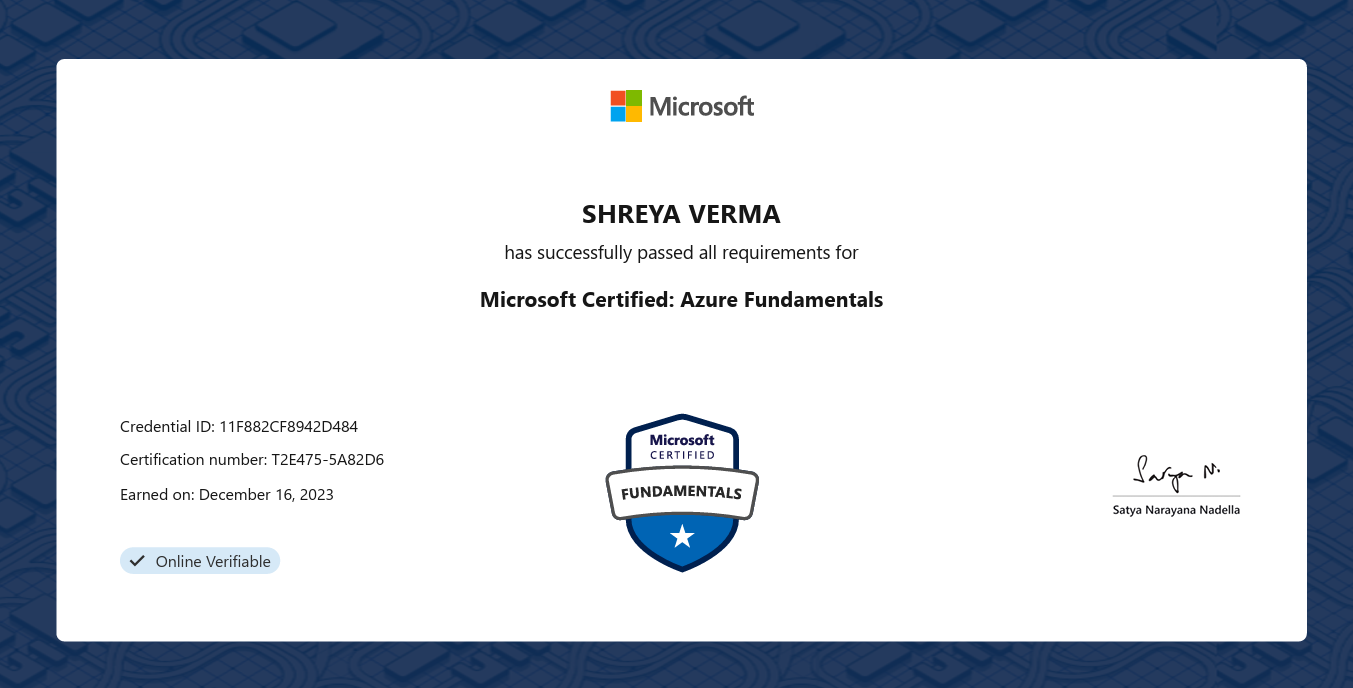 Microsoft
SHREYA VERMA
has successfully passed all requirements for
Microsoft Certified: Azure Fundamentals
Credential ID: 11F882CF8942D484
Certification number: T2E475-5A82D6
Earned on: December 16, 2023
Online Verifiable
Microsoft
CERTIFIED
FUNDAMENTALS
Satya N.
Satya Narayana Nadella